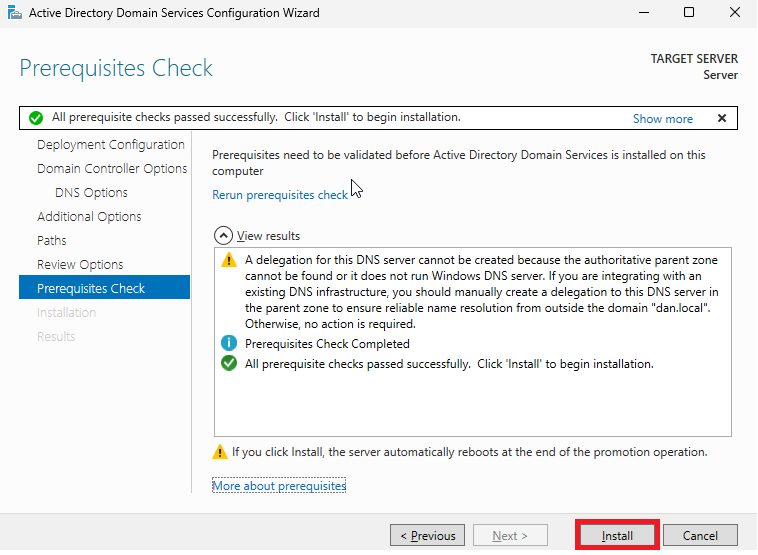 Active Directory Domain Services Configuration Wizard
Prerequisites Check
TARGET SERVER
Server
All prerequisite checks passed successfully.  Click 'Install' to begin installation.
Show more
Deployment Configuration
Domain Controller Options
DNS Options
Additional Options
Paths
Review Options
Prerequisites Check
Installation
Results
Prerequisites need to be validated before Active Directory Domain Services is installed on this
computer
Rerun prerequisites check
View results
A delegation for this DNS server cannot be created because the authoritative parent zone
cannot be found or it does not run Windows DNS server. If you are integrating with an
existing DNS infrastructure, you should manually create a delegation to this DNS server in
the parent zone to ensure reliable name resolution from outside the domain "dan.local".
Otherwise, no action is required.
Prerequisites Check Completed
All prerequisite checks passed successfully.  Click 'Install' to begin installation.
If you click Install, the server automatically reboots at the end of the promotion operation.
More about prerequisites
< Previous
Next >
Install
Cancel